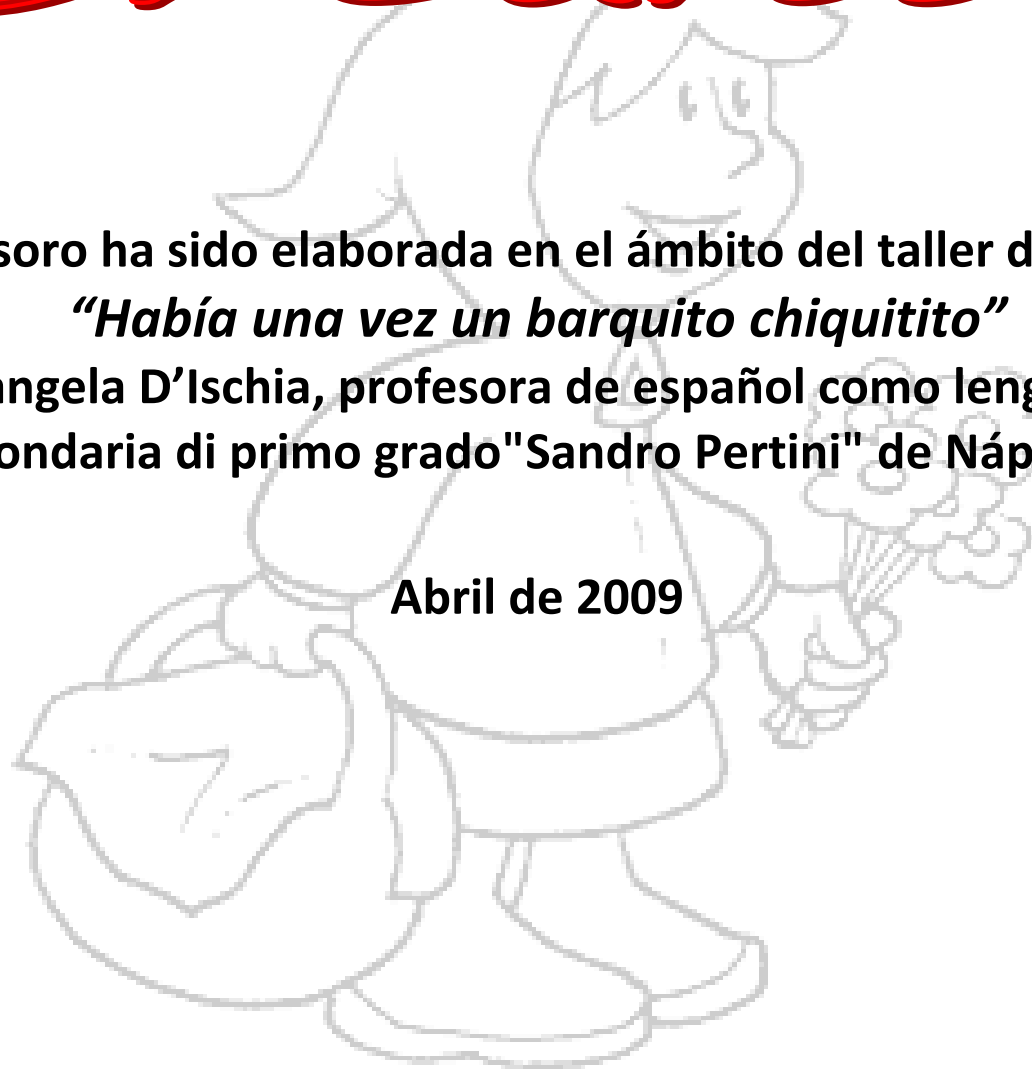 soro ha sido elaborada en el ámbito del taller d
“Había una vez un barquito chiquitito”
angela D’Ischia, profesora de español como leng
ondaria di primo grado"Sandro Pertini" de Náp
Abril de 2009